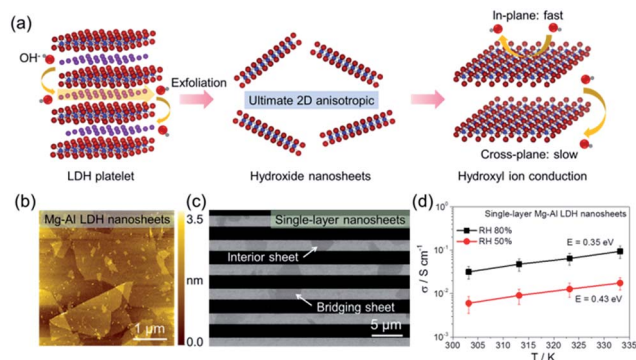 (a)
OH⁻
Exfoliation
Ultimate 2D anisotropic
In-plane: fast
Cross-plane: slow
LDH platelet
Hydroxide nanosheets
Hydroxyl ion conduction
(b)
Mg-Al LDH nanosheets
1 μm
3.5
nm
0.0
(c)
Single-layer nanosheets
Interior sheet
Bridging sheet
5 μm
(d)
Single-layer Mg-Al LDH nanosheets
RH 80%
RH 50%
E = 0.35 eV
E = 0.43 eV
σ / S cm⁻¹
10⁰
10⁻¹
10⁻²
10⁻³
300 305 310 315 320 325 330 335
T / K